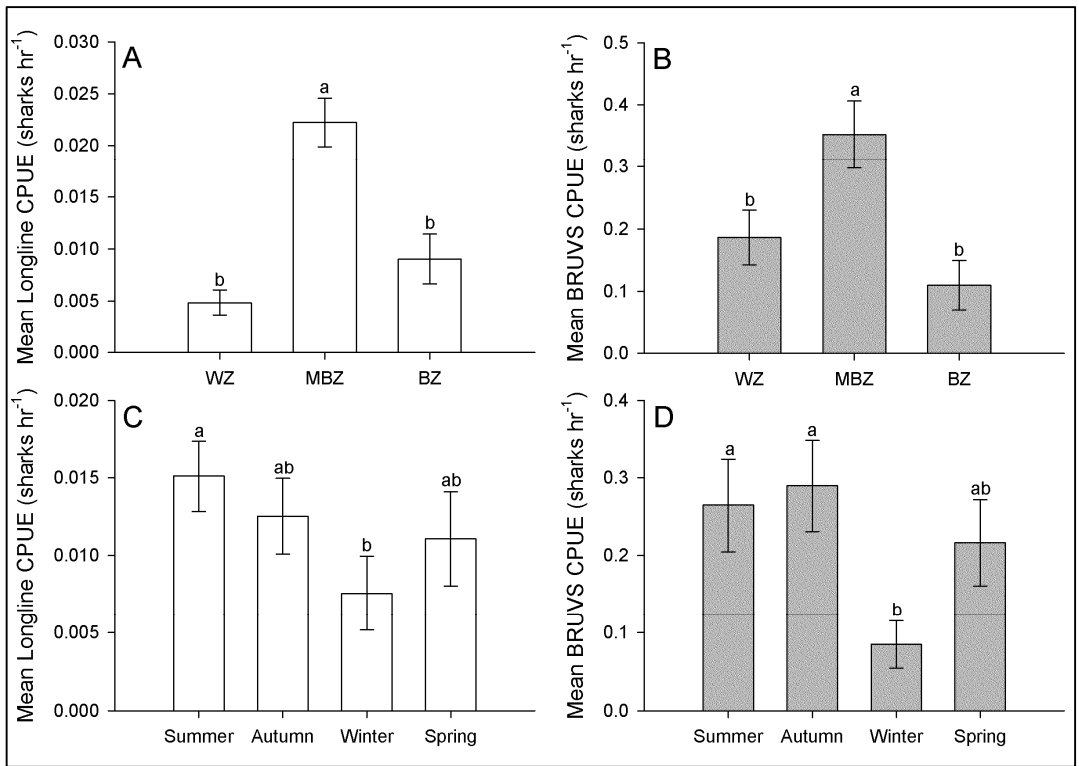 A
Mean Longline CPUE (sharks hr-1)
0.030
0.025
0.020
0.015
0.010
0.005
0.000
b
a
b
WZ MBZ BZ
B
Mean BRUVS CPUE (sharks hr-1)
0.5
0.4
0.3
0.2
0.1
0.0
b
a
b
WZ MBZ BZ
C
Mean Longline CPUE (sharks hr-1)
0.020
0.015
0.010
0.005
0.000
a
ab
b
ab
Summer Autumn Winter Spring
D
Mean BRUVS CPUE (sharks hr-1)
0.4
0.3
0.2
0.1
0.0
a
a
b
ab
Summer Autumn Winter Spring